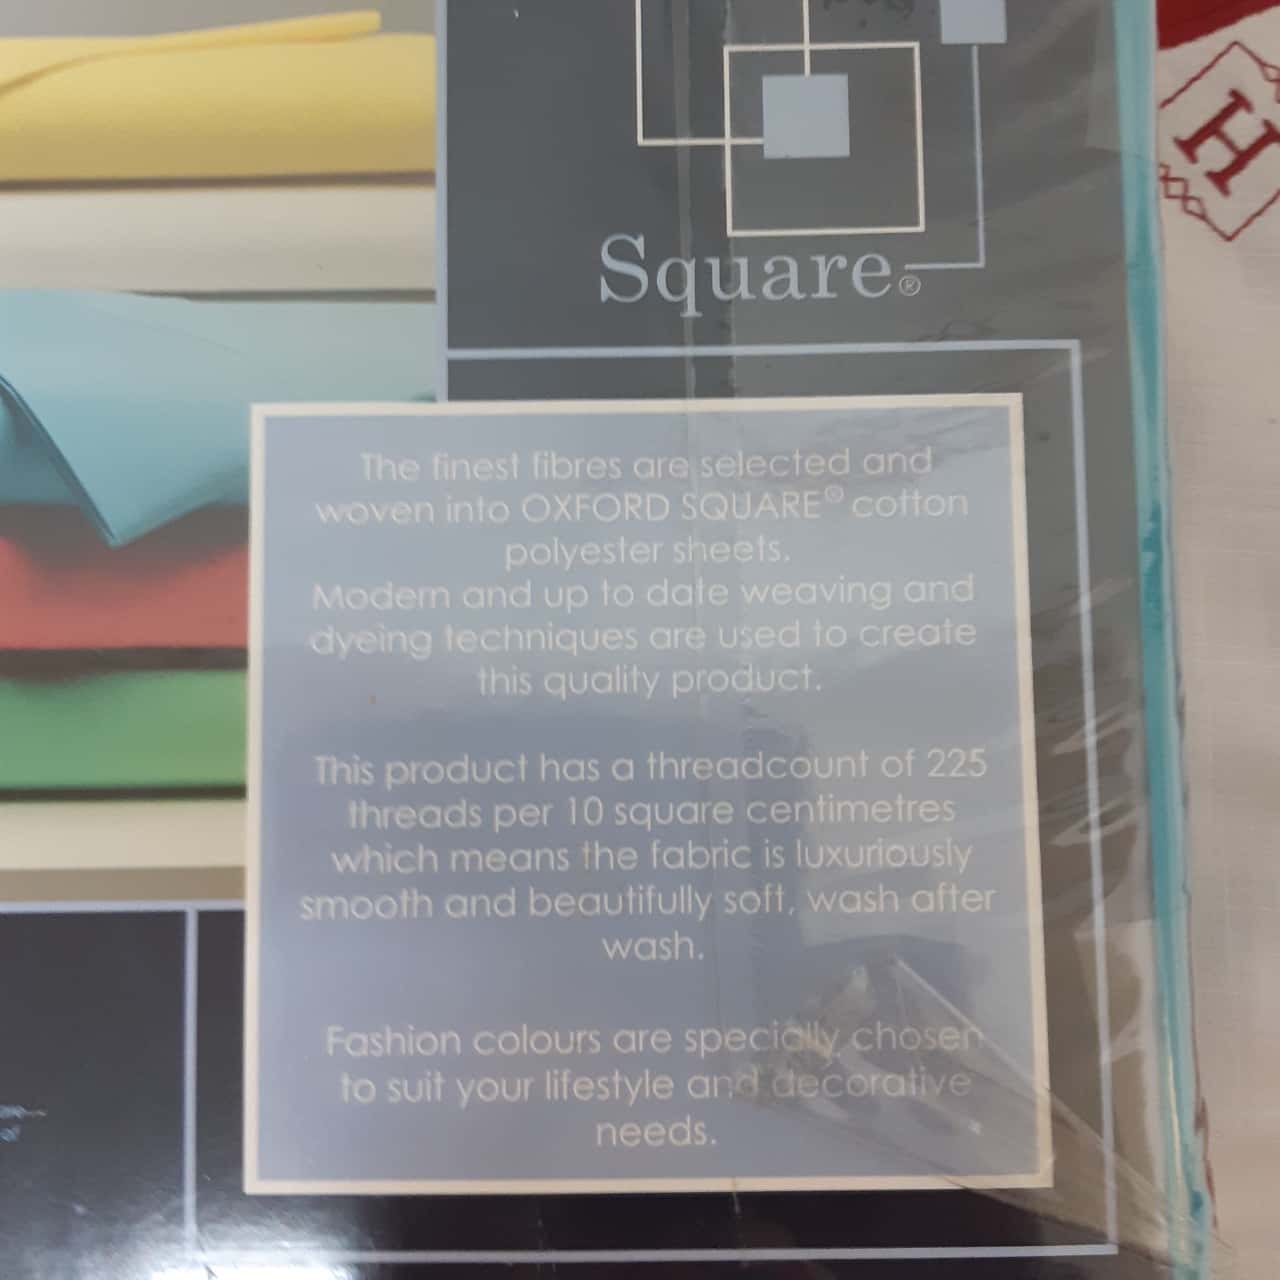 H
Square®
The finest fibres are selected and
woven into OXFORD SQUARE® cotton
polyester sheets.
Modern and up to date weaving and
dyeing techniques are used to create
this quality product.
This product has a threadcount of 225
threads per 10 square centimetres
which means the fabric is luxuriously
smooth and beautifully soft, wash after
wash.
Fashion colours are specially chosen
to suit your lifestyle and decorative
needs.